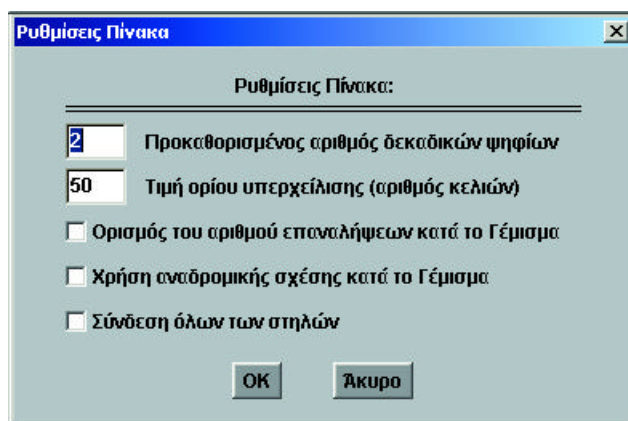 Ρυθμίσεις Πίνακα
Ρυθμίσεις Πίνακα:
2 Προκαθορισμένος αριθμός δεκαδικών ψηφίων
50 Τιμή ορίου υπερχείλισης (αριθμός κελιών)
Ορισμός του αριθμού επαναλήψεων κατά το Γέμισμα
Χρήση αναδρομικής σχέσης κατά το Γέμισμα
Σύνδεση όλων των στηλών
OK Άκυρο